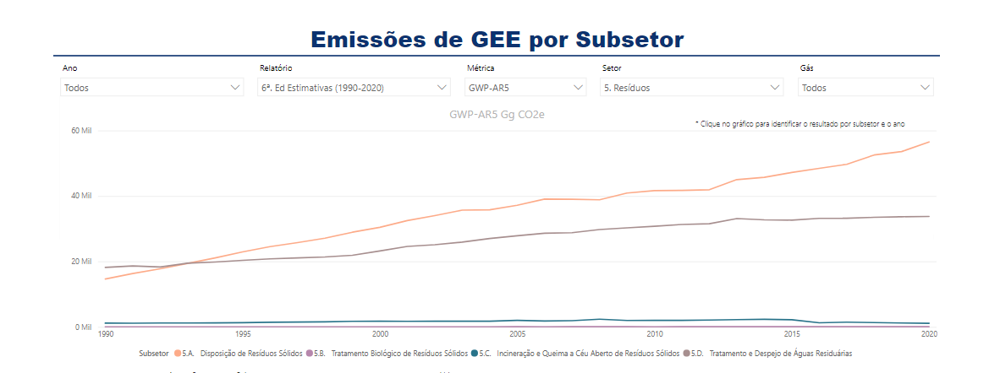 Emissões de GEE por Subsetor
Ano Relatório Métrica Setor Gás
Todos 6ª. Ed Estimativas (1990-2020) GWP-AR5 5. Resíduos Todos
GWP-AR5 Gg CO2e
* Clique no gráfico para identificar o resultado por subsetor e o ano
60 Mil
40 Mil
20 Mil
0 Mil
1990 1995 2000 2005 2010 2015 2020
Subsetor 5.A. Disposição de Resíduos Sólidos 5.B. Tratamento Biológico de Resíduos Sólidos 5.C. Incineração e Queima a Céu Aberto de Resíduos Sólidos 5.D. Tratamento e Despejo de Águas Residuárias